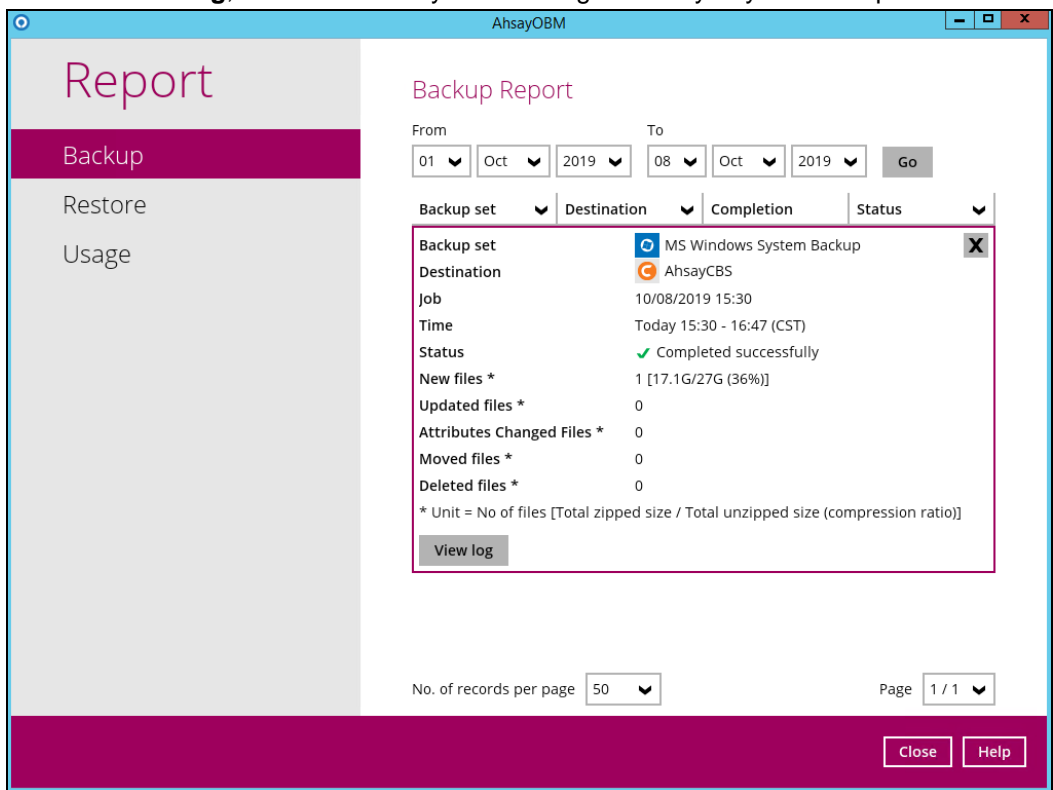 AhsayOBM
Report
Backup
Restore
Usage
Backup Report
From To
01 Oct 2019 08 Oct 2019 Go
Backup set Destination Completion Status
Backup set MS Windows System Backup X
Destination AhsayCBS
Job 10/08/2019 15:30
Time Today 15:30 - 16:47 (CST)
Status Completed successfully
New files * 1 [17.1G/27G (36%)]
Updated files * 0
Attributes Changed Files * 0
Moved files * 0
Deleted files * 0
* Unit = No of files [Total zipped size / Total unzipped size (compression ratio)]
View log
No. of records per page 50 Page 1 / 1
Close Help